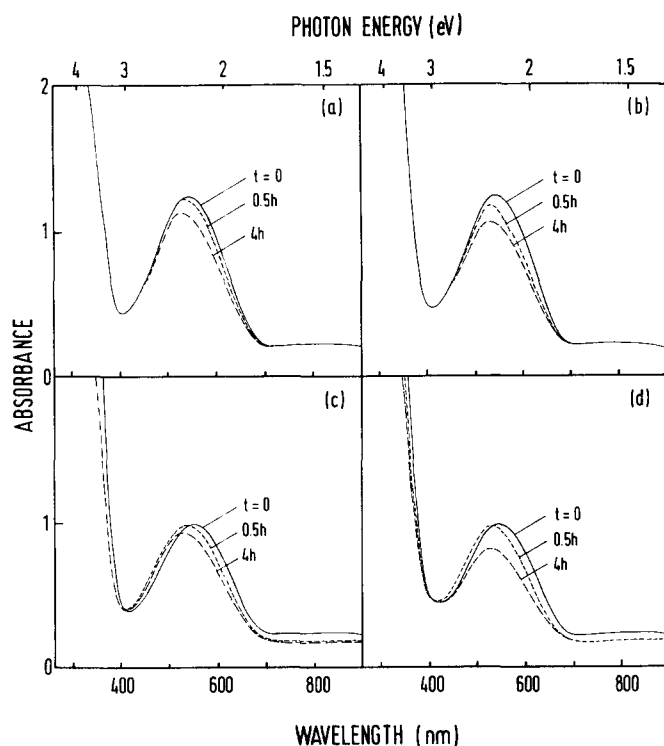 PHOTON ENERGY (eV)
4 3 2 1.5 4 3 2 1.5
2
(a)
(b)
t = 0
0.5h
4h
t = 0
0.5h
4h
1
0
ABSORBANCE
(c)
(d)
t = 0
0.5h
4h
t = 0
0.5h
4h
1
0
400 600 800 400 600 800
WAVELENGTH (nm)